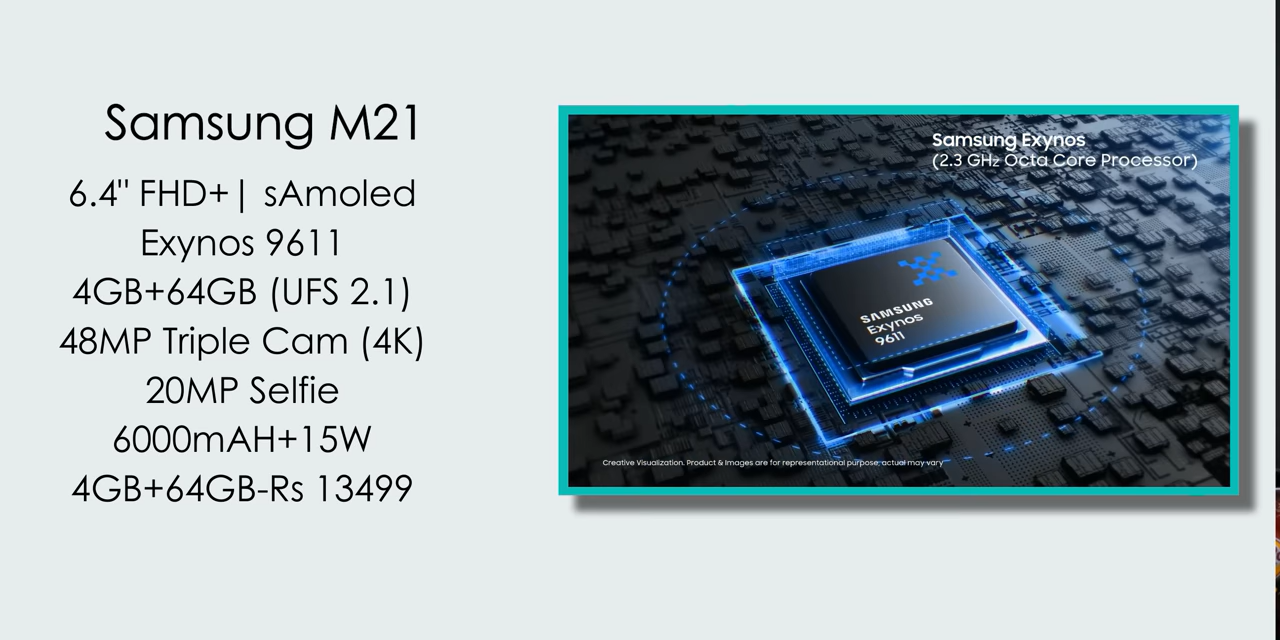 Samsung M21
6.4" FHD+| sAmoled
Exynos 9611
4GB+64GB (UFS 2.1)
48MP Triple Cam (4K)
20MP Selfie
6000mAH+15W
4GB+64GB-Rs 13499
Samsung Exynos
(2.3 GHz Octa Core Processor)
SAMSUNG
Exynos
9611
Creative Visualization. Product & Images are for representational purpose, actual may vary